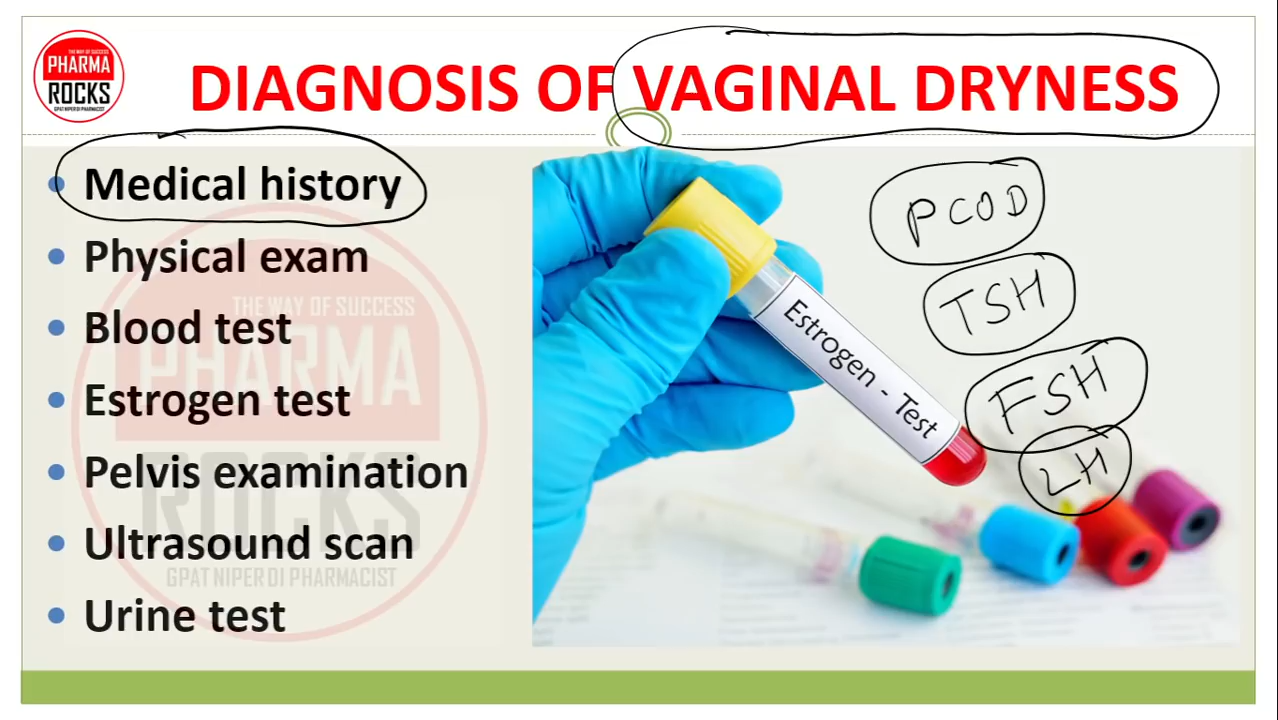 THE WAY OF SUCCESS
PHARMA
ROCKS
GPAT NIPER DI PHARMACIST
DIAGNOSIS OF VAGINAL DRYNESS
• Medical history
• Physical exam
• Blood test
• Estrogen test
• Pelvis examination
• Ultrasound scan
• Urine test
THE WAY OF SUCCESS
PHARMA
ROCKS
GPAT NIPER DI PHARMACIST
Estrogen - Test
PCOD
TSH
FSH
LH